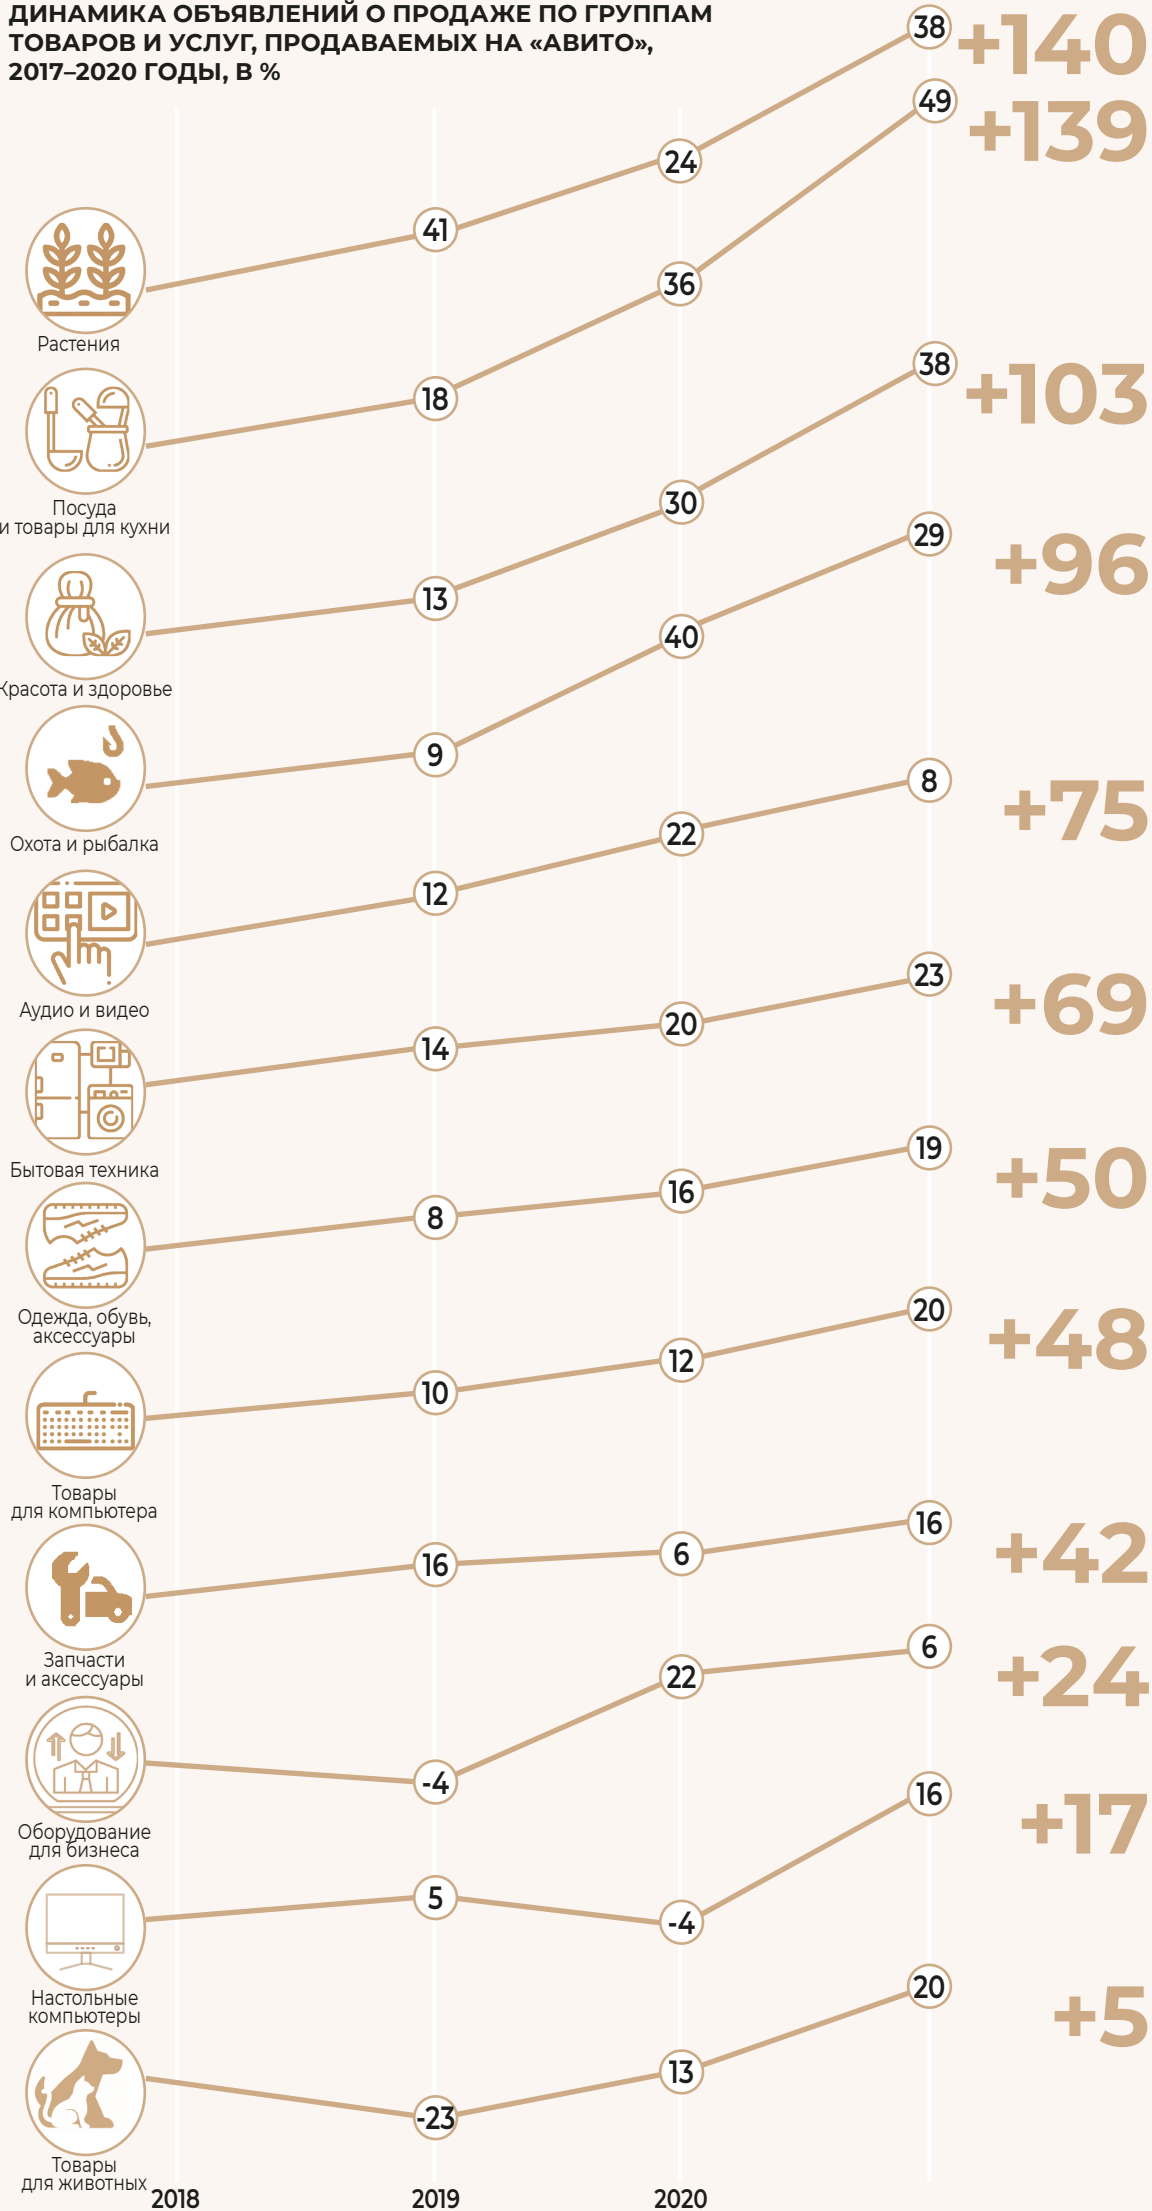 ДИНАМИКА ОБЪЯВЛЕНИЙ О ПРОДАЖЕ ПО ГРУППАМ
ТОВАРОВ И УСЛУГ, ПРОДАВАЕМЫХ НА «АВИТО»,
2017–2020 ГОДЫ, В %
Растения
41
24
38
+140
Посуда
и товары для кухни
18
36
49
+139
Красота и здоровье
13
30
38
+103
Охота и рыбалка
9
40
29
+96
Аудио и видео
12
22
8
+75
Бытовая техника
14
20
23
+69
Одежда, обувь,
аксессуары
8
16
19
+50
Товары
для компьютера
10
12
20
+48
Запчасти
и аксессуары
16
6
16
+42
Оборудование
для бизнеса
-4
22
6
+24
Настольные
компьютеры
5
-4
16
+17
Товары
для животных
-23
13
20
+5
2018
2019
2020